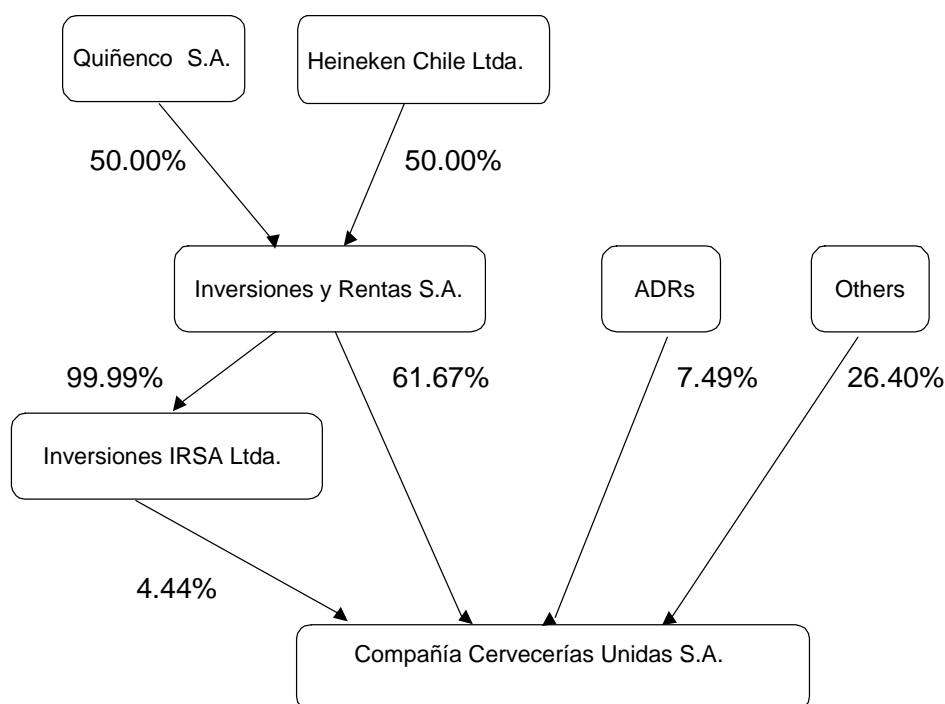 Quiñenco S.A.
Heineken Chile Ltda.
50.00%
50.00%
Inversiones y Rentas S.A.
ADRs
Others
99.99%
61.67%
7.49%
26.40%
Inversiones IRSA Ltda.
4.44%
Compañía Cervecerías Unidas S.A.